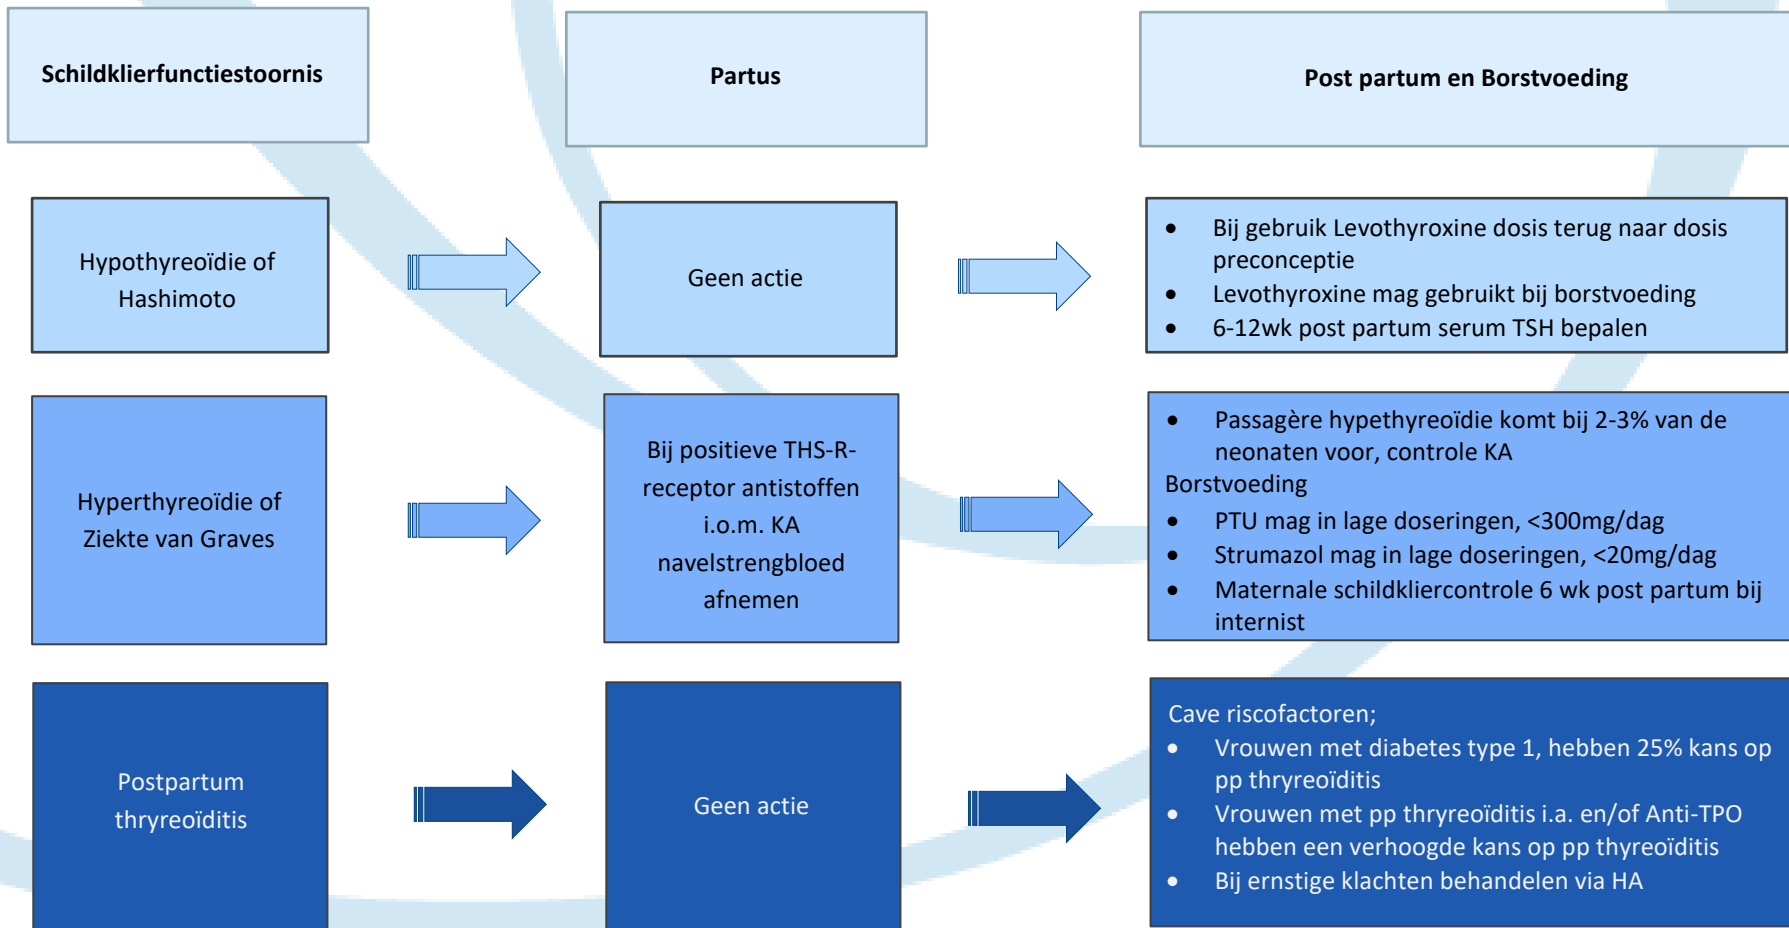 Schildklierfunctiestoornis
Partus
Post partum en Borstvoeding
Hypothyreoïdie of
Hashimoto
Geen actie
• Bij gebruik Levothyroxine dosis terug naar dosis
preconceptie
• Levothyroxine mag gebruikt bij borstvoeding
• 6-12wk post partum serum TSH bepalen
Hyperthyreoïdie of
Ziekte van Graves
Bij positieve THS-R-
receptor antistoffen
i.o.m. KA
navelstrengbloed
afnemen
• Passagère hypethyreoïdie komt bij 2-3% van de
neonaten voor, controle KA
Borstvoeding
• PTU mag in lage doseringen, <300mg/dag
• Strumazol mag in lage doseringen, <20mg/dag
• Maternale schildkliercontrole 6 wk post partum bij
internist
Postpartum
thryreoïditis
Geen actie
Cave riscofactoren;
• Vrouwen met diabetes type 1, hebben 25% kans op
pp thryreoïditis
• Vrouwen met pp thryreoïditis i.a. en/of Anti-TPO
hebben een verhoogde kans op pp thyreoïditis
• Bij ernstige klachten behandelen via HA